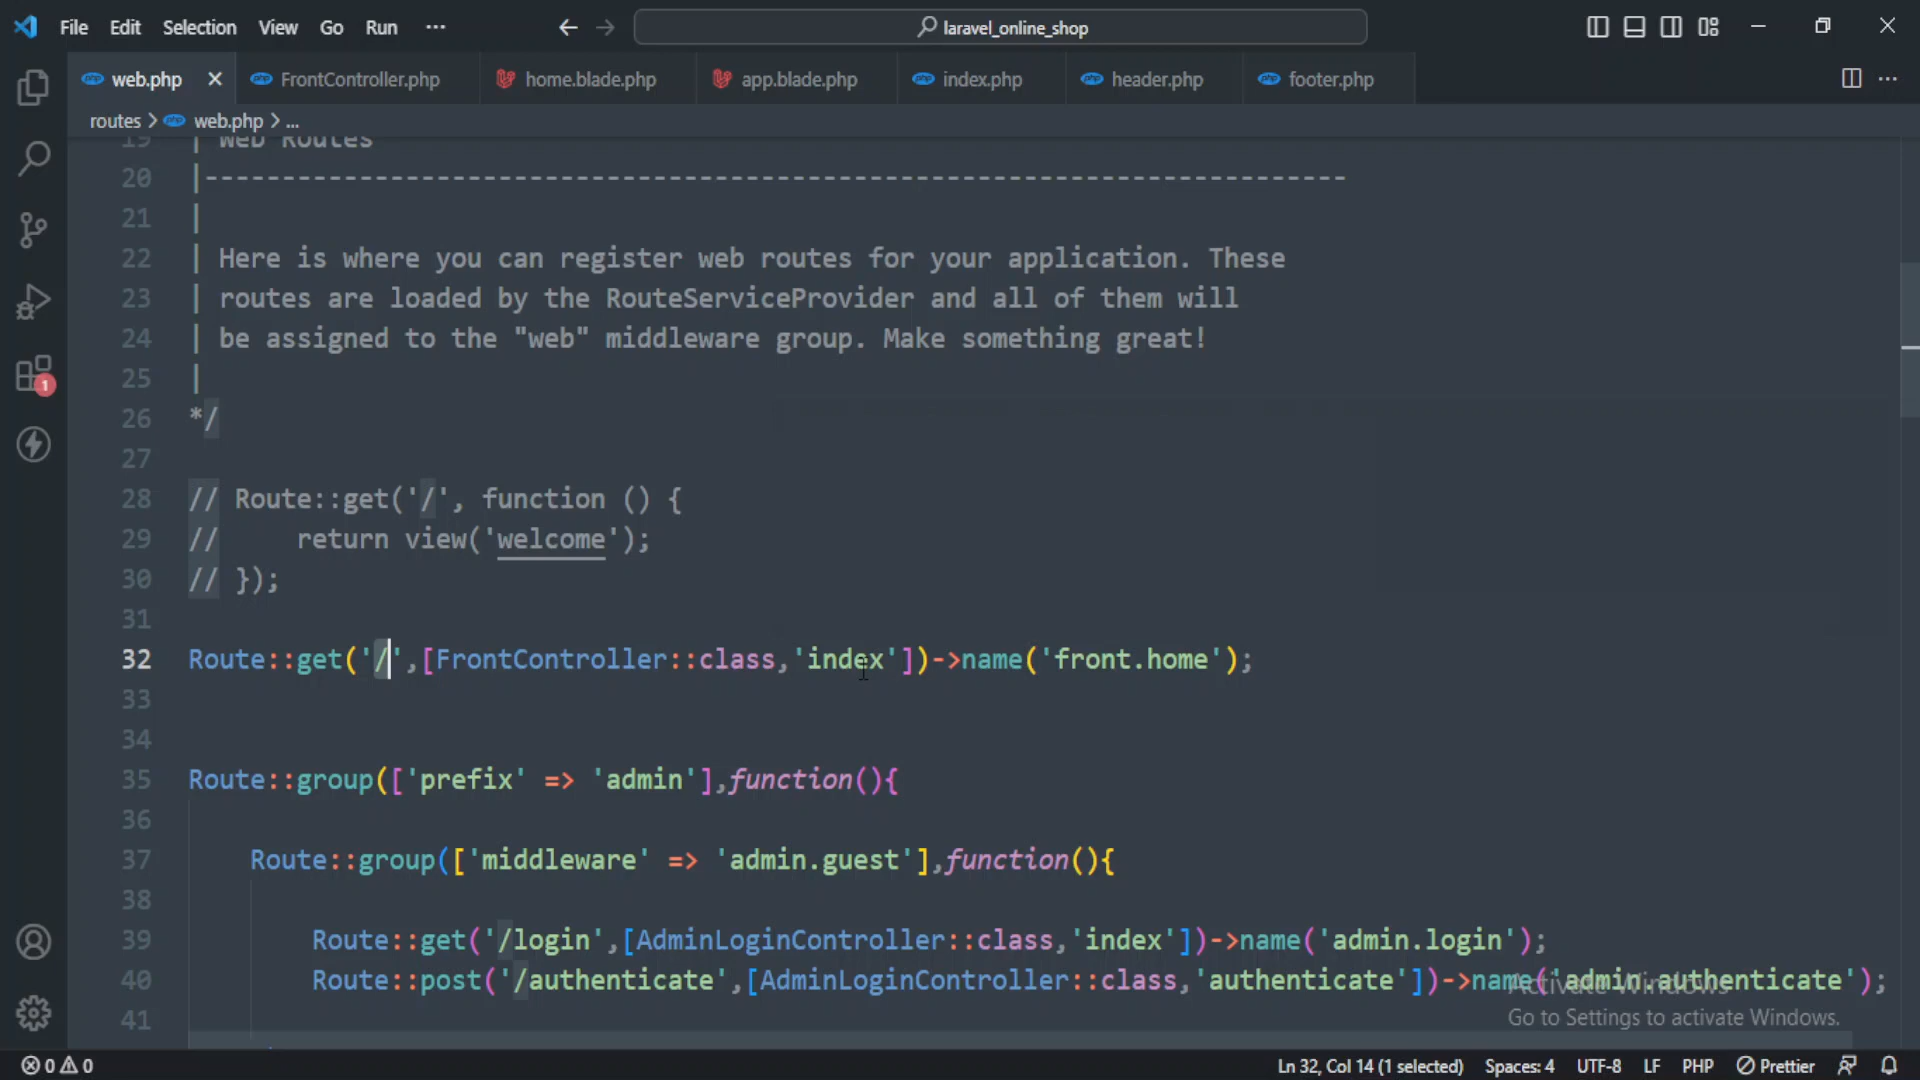 File Edit Selection View Go Run ··· laravel_online_shop
web.php FrontController.php home.blade.php app.blade.php index.php header.php footer.php
routes > web.php > ...
19 | Web Routes
20 |--------------------------------------------------------------------------
21 |
22 | Here is where you can register web routes for your application. These
23 | routes are loaded by the RouteServiceProvider and all of them will
24 | be assigned to the "web" middleware group. Make something great!
25 |
26 */
27
28 // Route::get('/', function () {
29 //     return view('welcome');
30 // });
31
32 Route::get('/',[FrontController::class,'index'])->name('front.home');
33
34
35 Route::group(['prefix' => 'admin'],function(){
36
37     Route::group(['middleware' => 'admin.guest'],function(){
38
39         Route::get('/login',[AdminLoginController::class,'index'])->name('admin.login');
40         Route::post('/authenticate',[AdminLoginController::class,'authenticate'])->name('admin.authenticate');
41
1
Activate Windows
Go to Settings to activate Windows.
0 0 Ln 32, Col 14 (1 selected) Spaces: 4 UTF-8 LF PHP Prettier